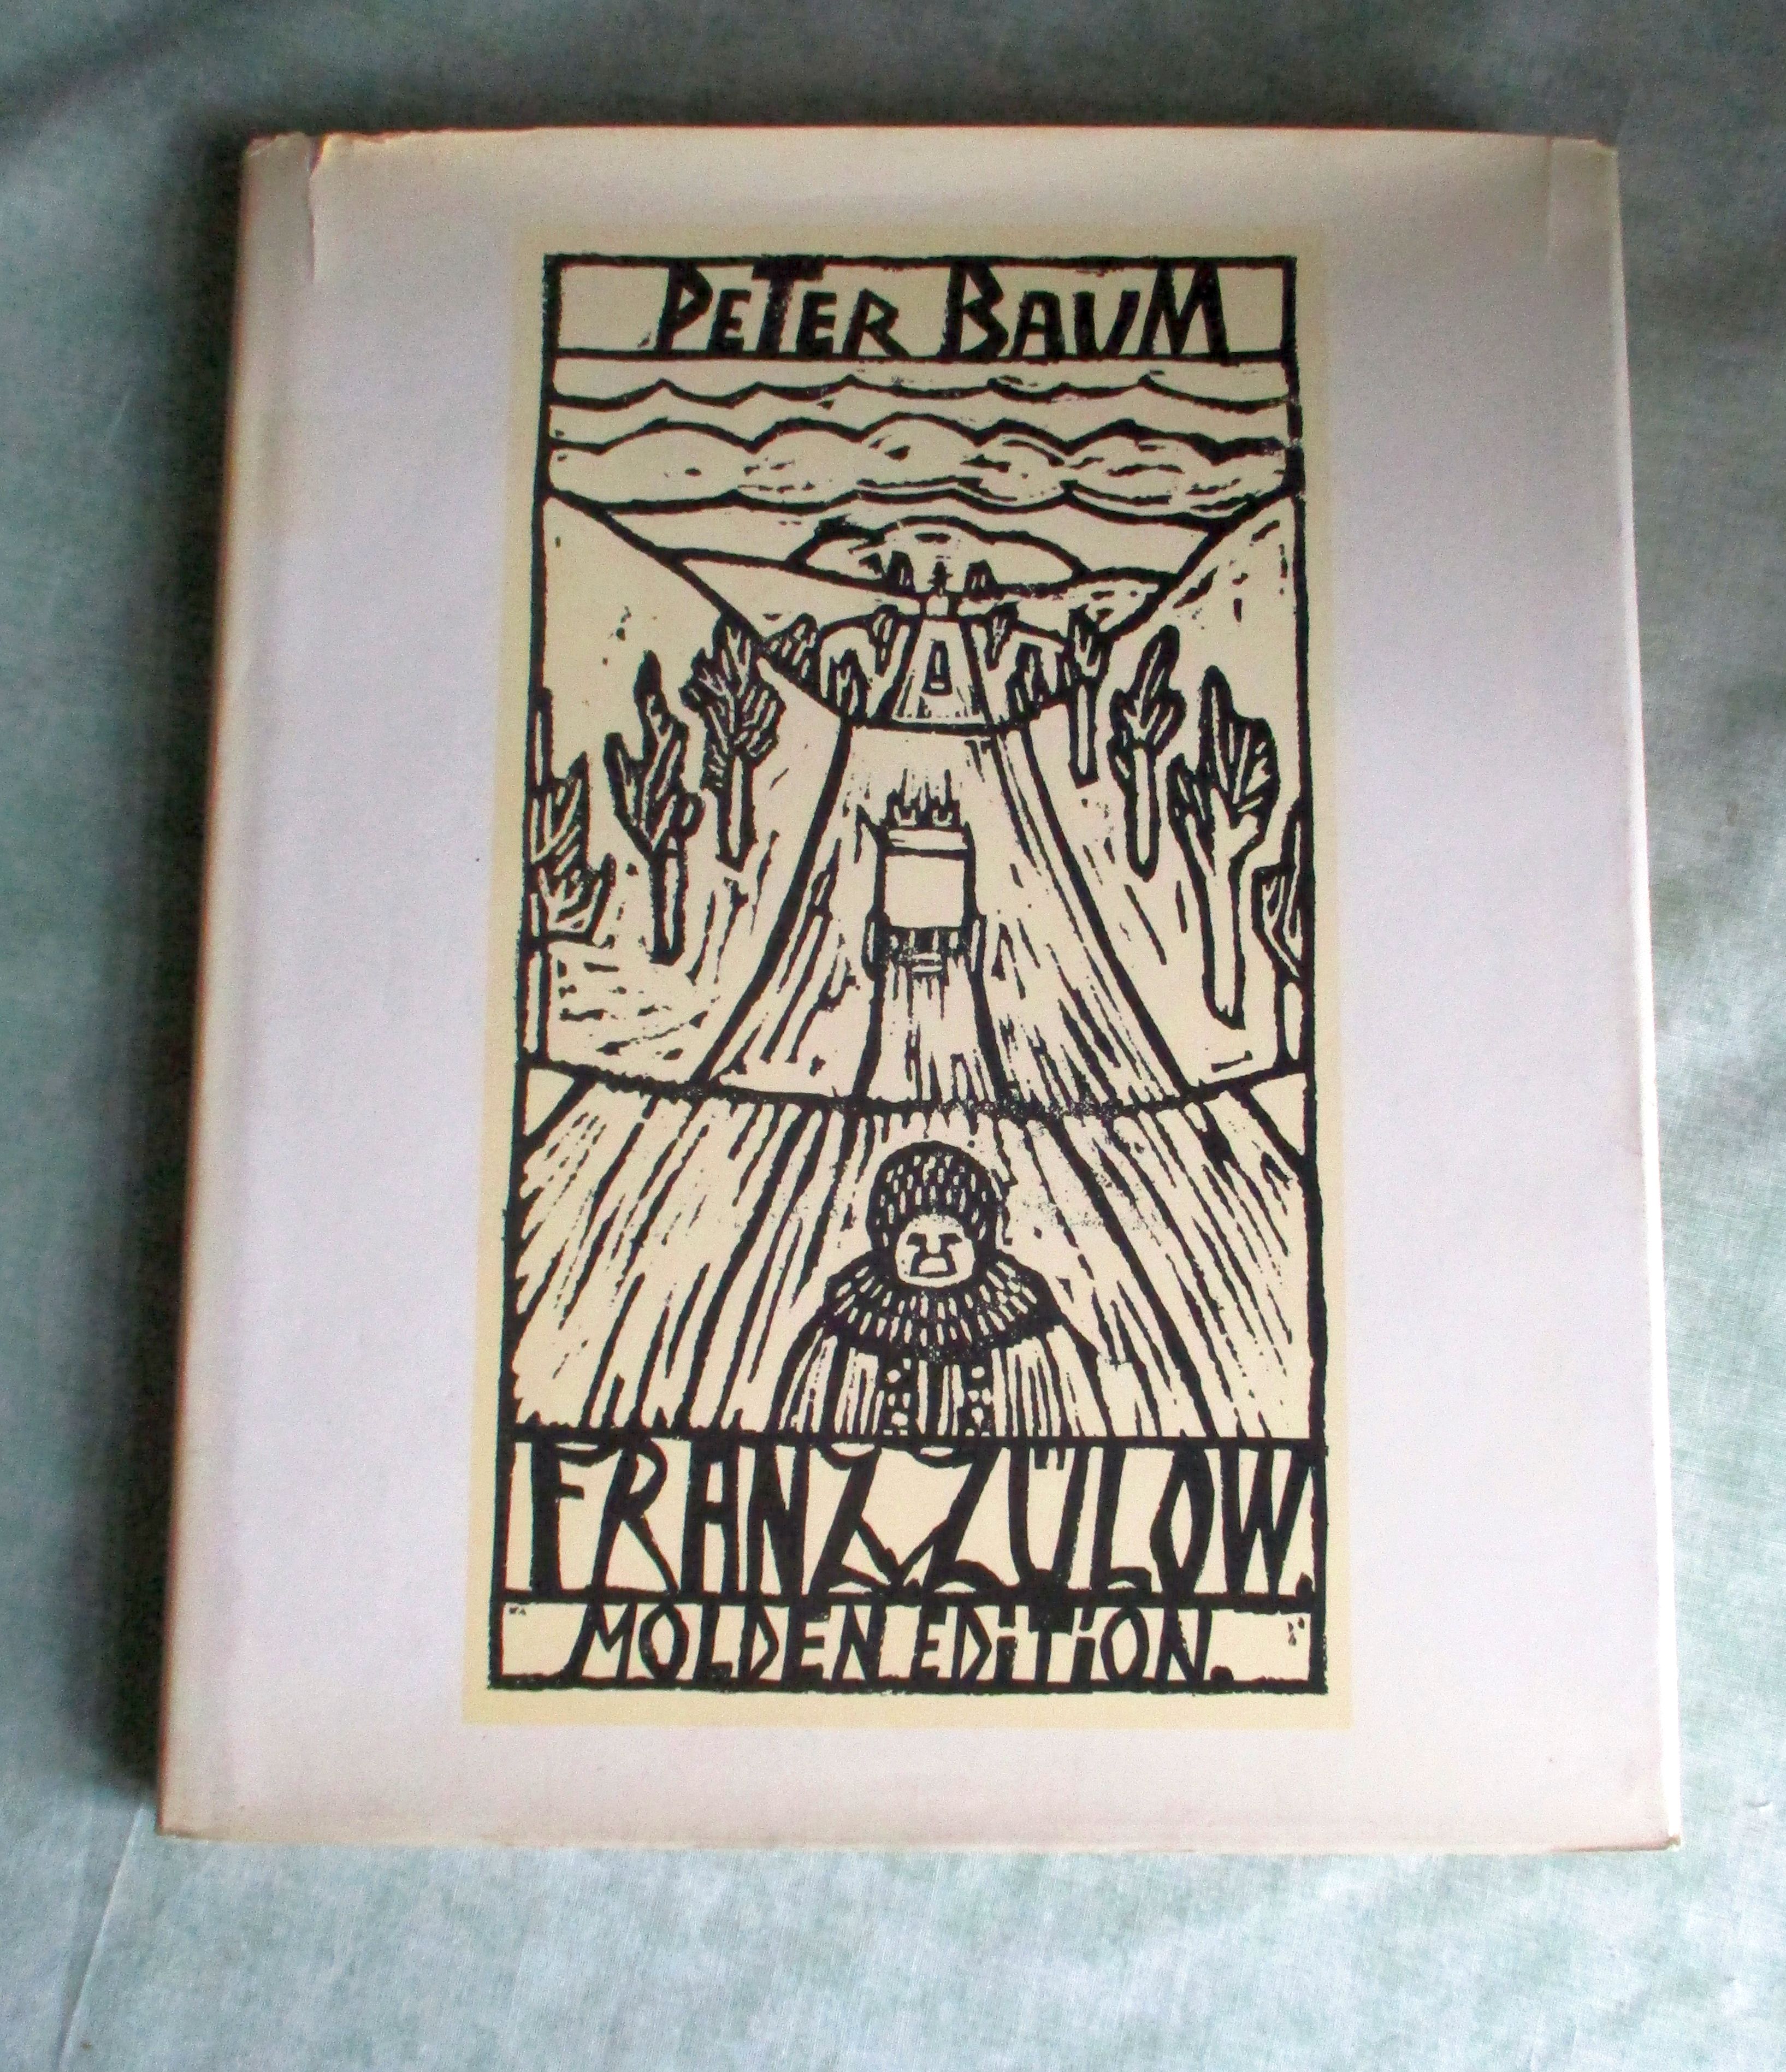 PETER BAUM
FRANZ ZÜLOW.
MOLDEN EDiTiON.